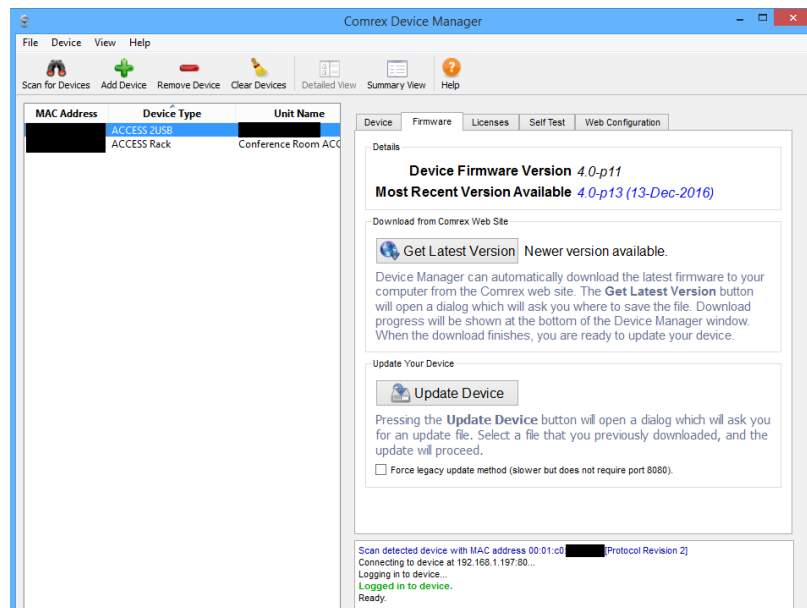 Comrex Device Manager
File Device View Help
Scan for Devices Add Device Remove Device Clear Devices Detailed View Summary View Help
MAC Address Device Type Unit Name
ACCESS 2USB
ACCESS Rack Conference Room ACC
Device Firmware Licenses Self Test Web Configuration
Details
Device Firmware Version 4.0-p11
Most Recent Version Available 4.0-p13 (13-Dec-2016)
Download from Comrex Web Site
Get Latest Version Newer version available.
Device Manager can automatically download the latest firmware to your
computer from the Comrex web site. The Get Latest Version button
will open a dialog which will ask you where to save the file. Download
progress will be shown at the bottom of the Device Manager window.
When the download finishes, you are ready to update your device.
Update Your Device
Update Device
Pressing the Update Device button will open a dialog which will ask you
for an update file. Select a file that you previously downloaded, and the
update will proceed.
Force legacy update method (slower but does not require port 8080).
Scan detected device with MAC address 00:01:c0: [Protocol Revision 2]
Connecting to device at 192.168.1.197:80...
Logging in to device...
Logged in to device.
Ready.